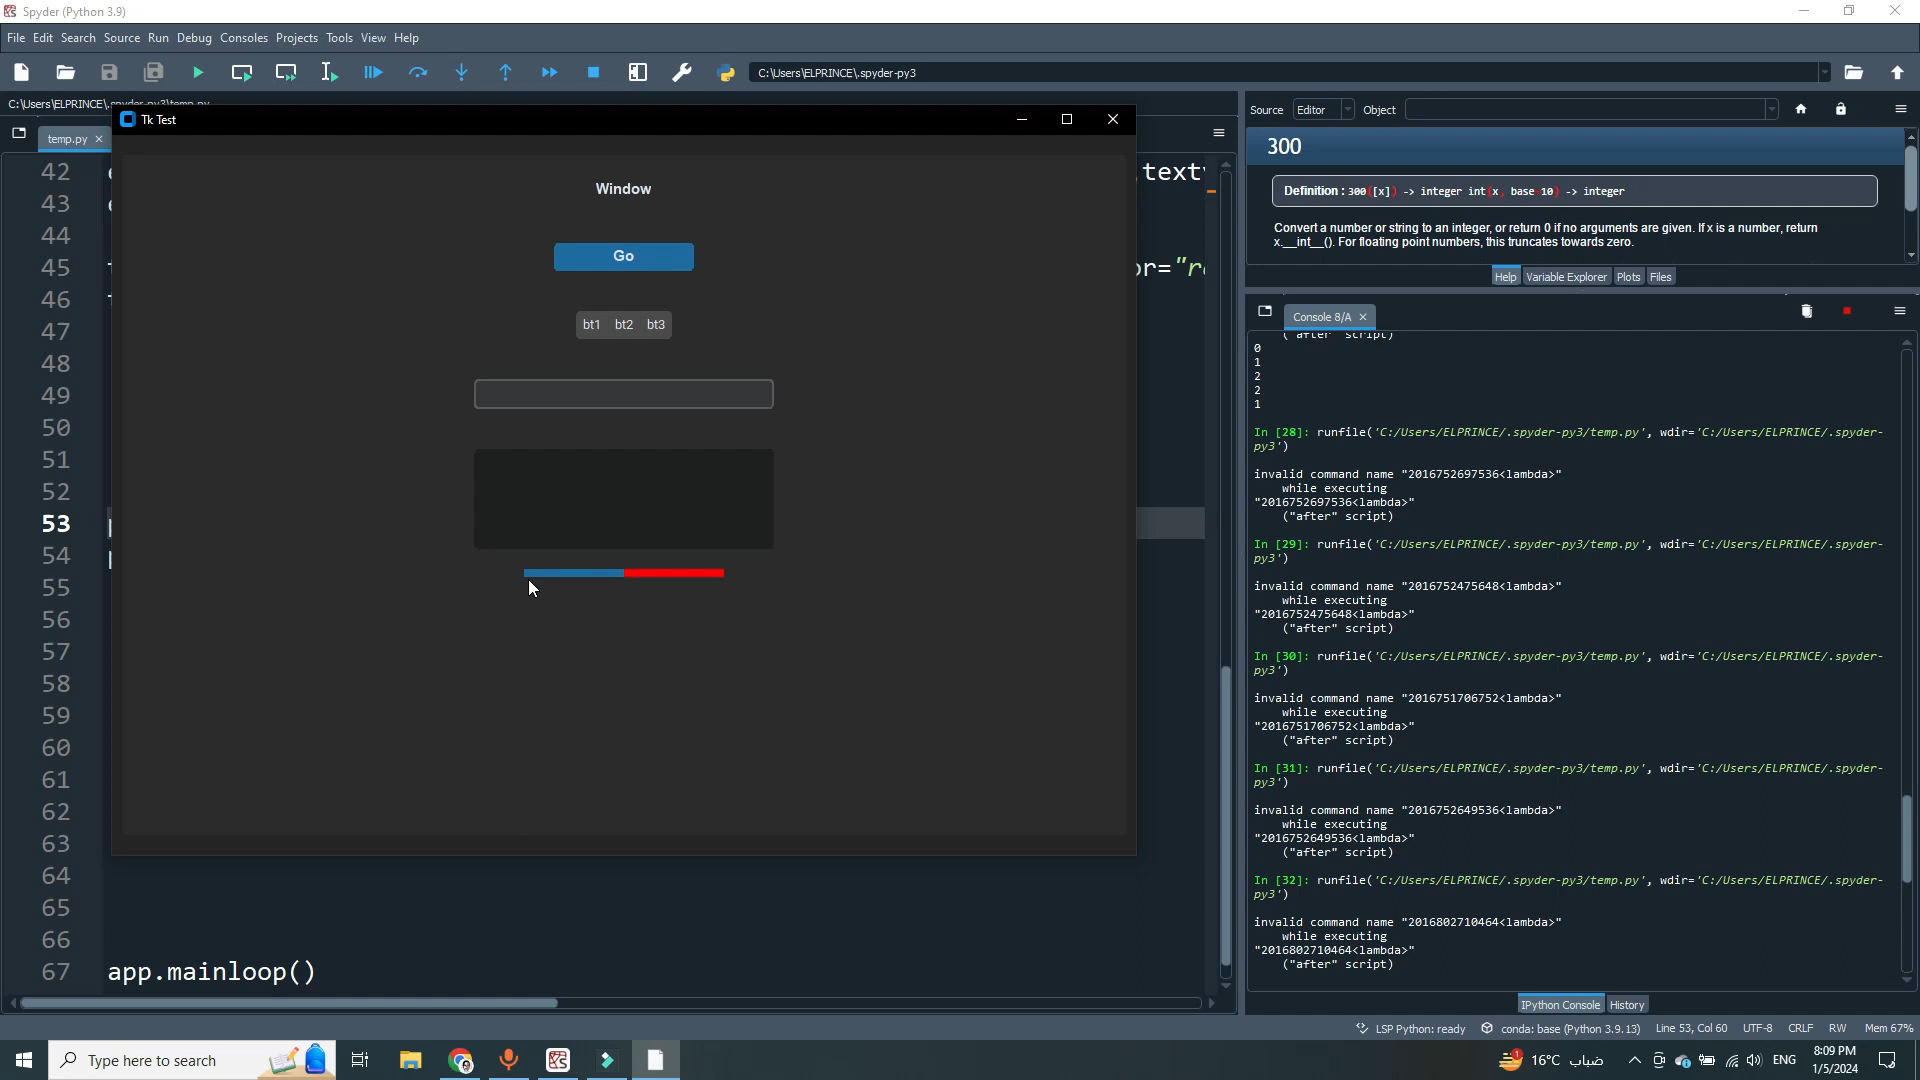 Spyder (Python 3.9)
File Edit Search Source Run Debug Consoles Projects Tools View Help
C:\Users\ELPRINCE\.spyder-py3
C:\Users\ELPRINCE\.spyder-py3\temp.py
temp.py
Tk Test
Window
Go
bt1 bt2 bt3
42
text
43
44
45
or="r
46
47
48
49
50
51
52
53
54
55
56
57
58
59
60
61
62
63
64
65
66
67 app.mainloop()
Source Editor Object
300
Definition : 300([x]) -> integer int(x, base=10) -> integer
Convert a number or string to an integer, or return 0 if no arguments are given. If x is a number, return
x.__int__(). For floating point numbers, this truncates towards zero.
Help Variable Explorer Plots Files
Console 8/A
("after" script)
0
1
2
2
1
In [28]: runfile('C:/Users/ELPRINCE/.spyder-py3/temp.py', wdir='C:/Users/ELPRINCE/.spyder-
py3')
invalid command name "2016752697536<lambda>"
while executing
"2016752697536<lambda>"
("after" script)
In [29]: runfile('C:/Users/ELPRINCE/.spyder-py3/temp.py', wdir='C:/Users/ELPRINCE/.spyder-
py3')
invalid command name "2016752475648<lambda>"
while executing
"2016752475648<lambda>"
("after" script)
In [30]: runfile('C:/Users/ELPRINCE/.spyder-py3/temp.py', wdir='C:/Users/ELPRINCE/.spyder-
py3')
invalid command name "2016751706752<lambda>"
while executing
"2016751706752<lambda>"
("after" script)
In [31]: runfile('C:/Users/ELPRINCE/.spyder-py3/temp.py', wdir='C:/Users/ELPRINCE/.spyder-
py3')
invalid command name "2016752649536<lambda>"
while executing
"2016752649536<lambda>"
("after" script)
In [32]: runfile('C:/Users/ELPRINCE/.spyder-py3/temp.py', wdir='C:/Users/ELPRINCE/.spyder-
py3')
invalid command name "2016802710464<lambda>"
while executing
"2016802710464<lambda>"
("after" script)
IPython Console History
LSP Python: ready conda: base (Python 3.9.13) Line 53, Col 60 UTF-8 CRLF RW Mem 67%
Type here to search
1
16°C ضباب
ENG
8:09 PM
1/5/2024